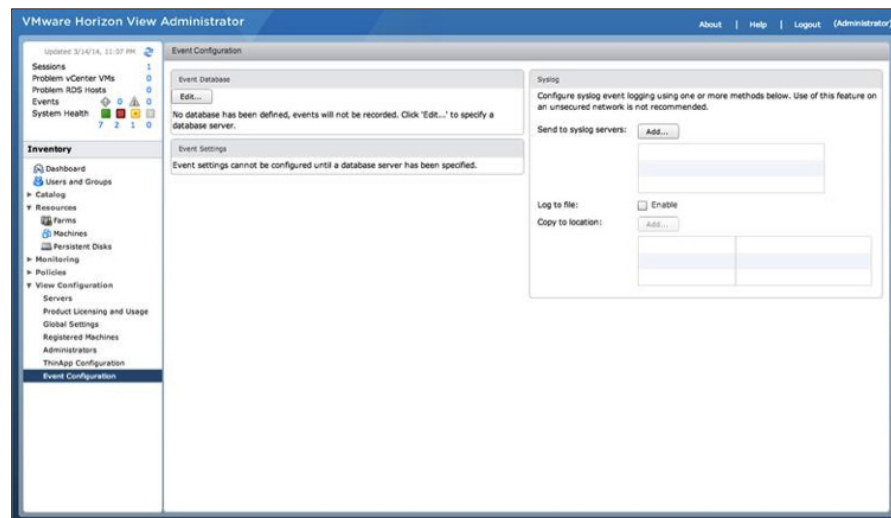 VMware Horizon View Administrator
About | Help | Logout (Administrator)
Updated 3/14/14, 11:07 PM
Sessions 1
Problem vCenter VMs 0
Problem RDS Hosts 0
Events 0 0
System Health
7 2 1 0
Inventory
Dashboard
Users and Groups
Catalog
Resources
Farms
Machines
Persistent Disks
Monitoring
Policies
View Configuration
Servers
Product Licensing and Usage
Global Settings
Registered Machines
Administrators
ThinApp Configuration
Event Configuration
Event Configuration
Event Database
Edit...
No database has been defined, events will not be recorded. Click 'Edit...' to specify a
database server.
Event Settings
Event settings cannot be configured until a database server has been specified.
Syslog
Configure syslog event logging using one or more methods below. Use of this feature on
an unsecured network is not recommended.
Send to syslog servers: Add...
Log to file: Enable
Copy to location: Add...